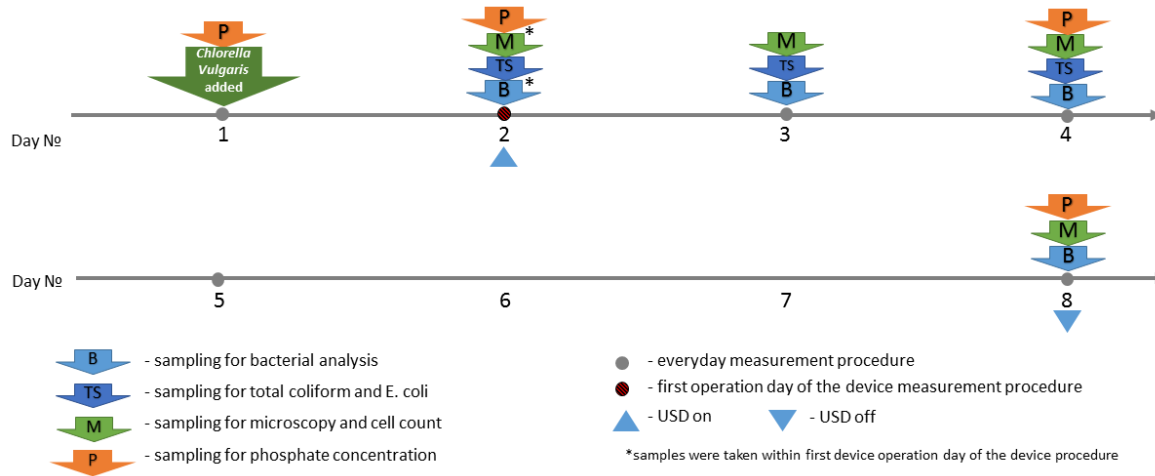 P
Chlorella
Vulgaris
added
P
M *
TS
B *
M
TS
B
P
M
TS
B
Day №
1 2 3 4
P
M
B
Day №
5 6 7 8
B - sampling for bacterial analysis
TS - sampling for total coliform and E. coli
M - sampling for microscopy and cell count
P - sampling for phosphate concentration
- everyday measurement procedure
- first operation day of the device measurement procedure
- USD on - USD off
*samples were taken within first device operation day of the device procedure